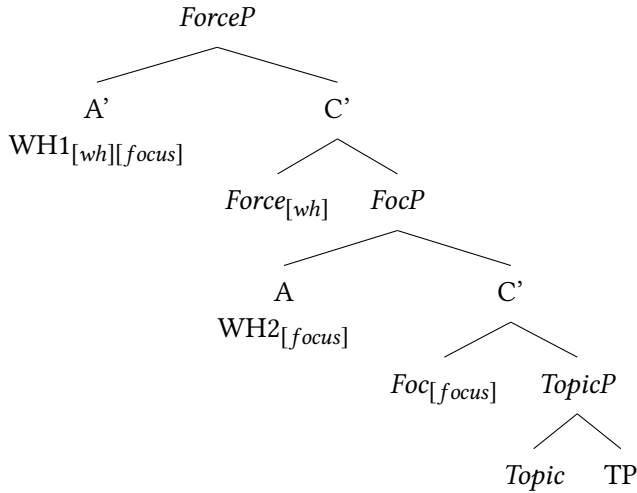 ForceP
A’ C’
WH1[wh][focus]
Force[wh] FocP
A C’
WH2[focus]
Foc[focus] TopicP
Topic TP